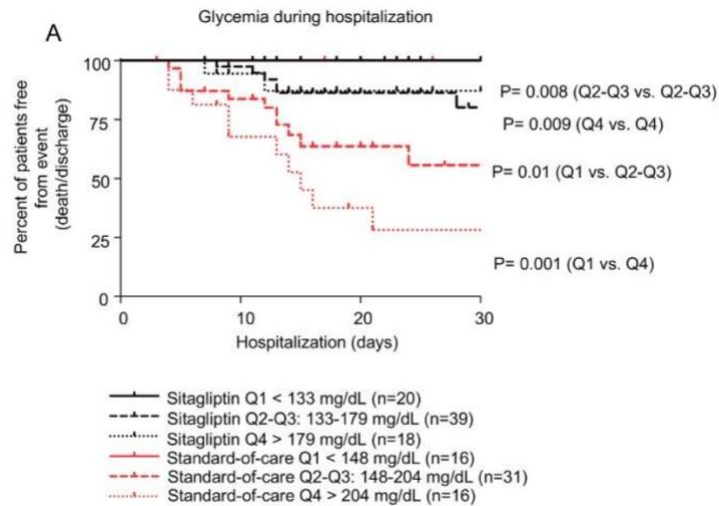 Glycemia during hospitalization
A
Percent of patients free
from event
(death/discharge)
100
75
50
25
0
0 10 20 30
Hospitalization (days)
P= 0.008 (Q2-Q3 vs. Q2-Q3)
P= 0.009 (Q4 vs. Q4)
P= 0.01 (Q1 vs. Q2-Q3)
P= 0.001 (Q1 vs. Q4)
Sitagliptin Q1 < 133 mg/dL (n=20)
Sitagliptin Q2-Q3: 133-179 mg/dL (n=39)
Sitagliptin Q4 > 179 mg/dL (n=18)
Standard-of-care Q1 < 148 mg/dL (n=16)
Standard-of-care Q2-Q3: 148-204 mg/dL (n=31)
Standard-of-care Q4 > 204 mg/dL (n=16)